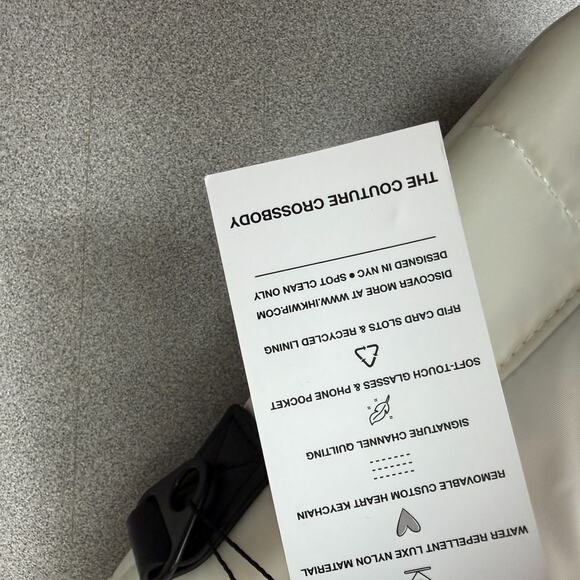 WATER REPELLENT LUXE NYLON MATERIAL
REMOVABLE CUSTOM HEART KEYCHAIN
SIGNATURE CHANNEL QUILTING
SOFT-TOUCH GLASSES & PHONE POCKET
RFID CARD SLOTS & RECYCLED LINING
DISCOVER MORE AT WWW.IHKWIP.COM
DESIGNED IN NYC ● SPOT CLEAN ONLY
THE COUTURE CROSSBODY